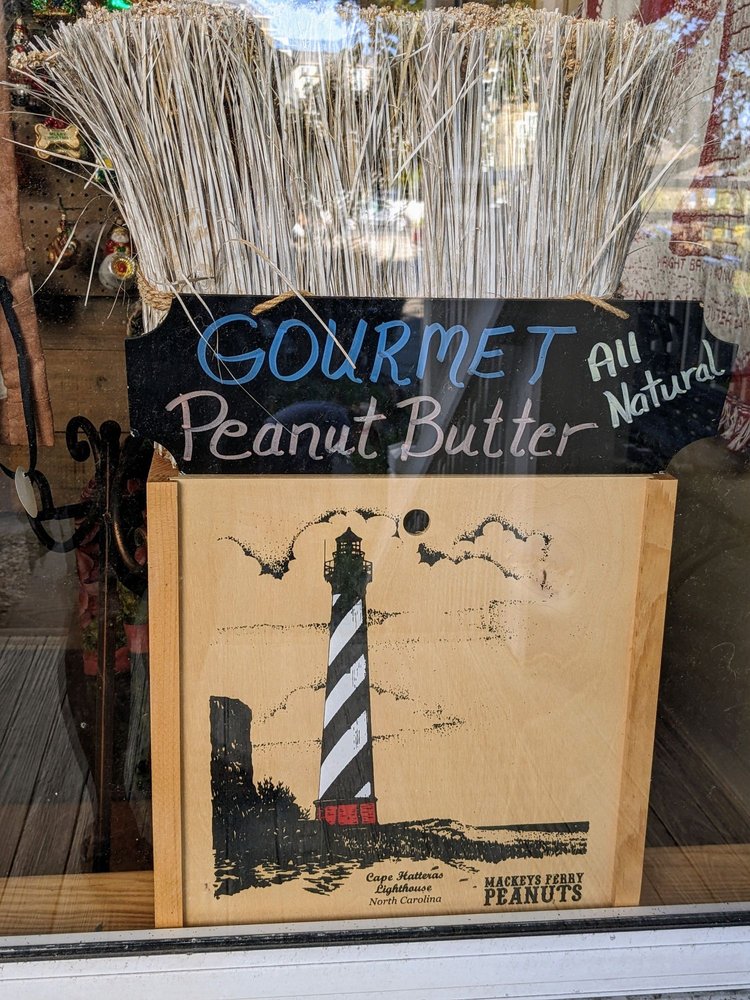 GOURMET
Peanut Butter
All
Natural
Cape Hatteras
Lighthouse
North Carolina
MACKEYS FERRY
PEANUTS